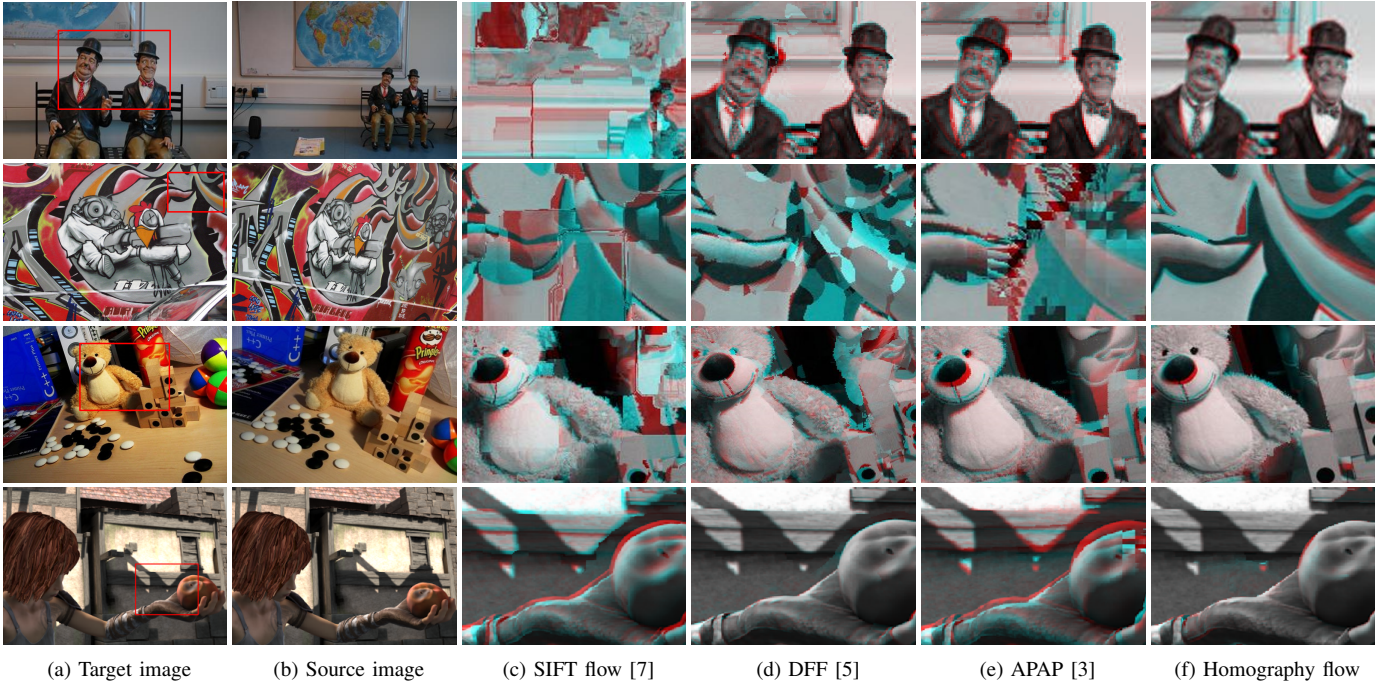 C++
Pringles
C++
Pringles
(a) Target image
(b) Source image
(c) SIFT flow [7]
(d) DFF [5]
(e) APAP [3]
(f) Homography flow